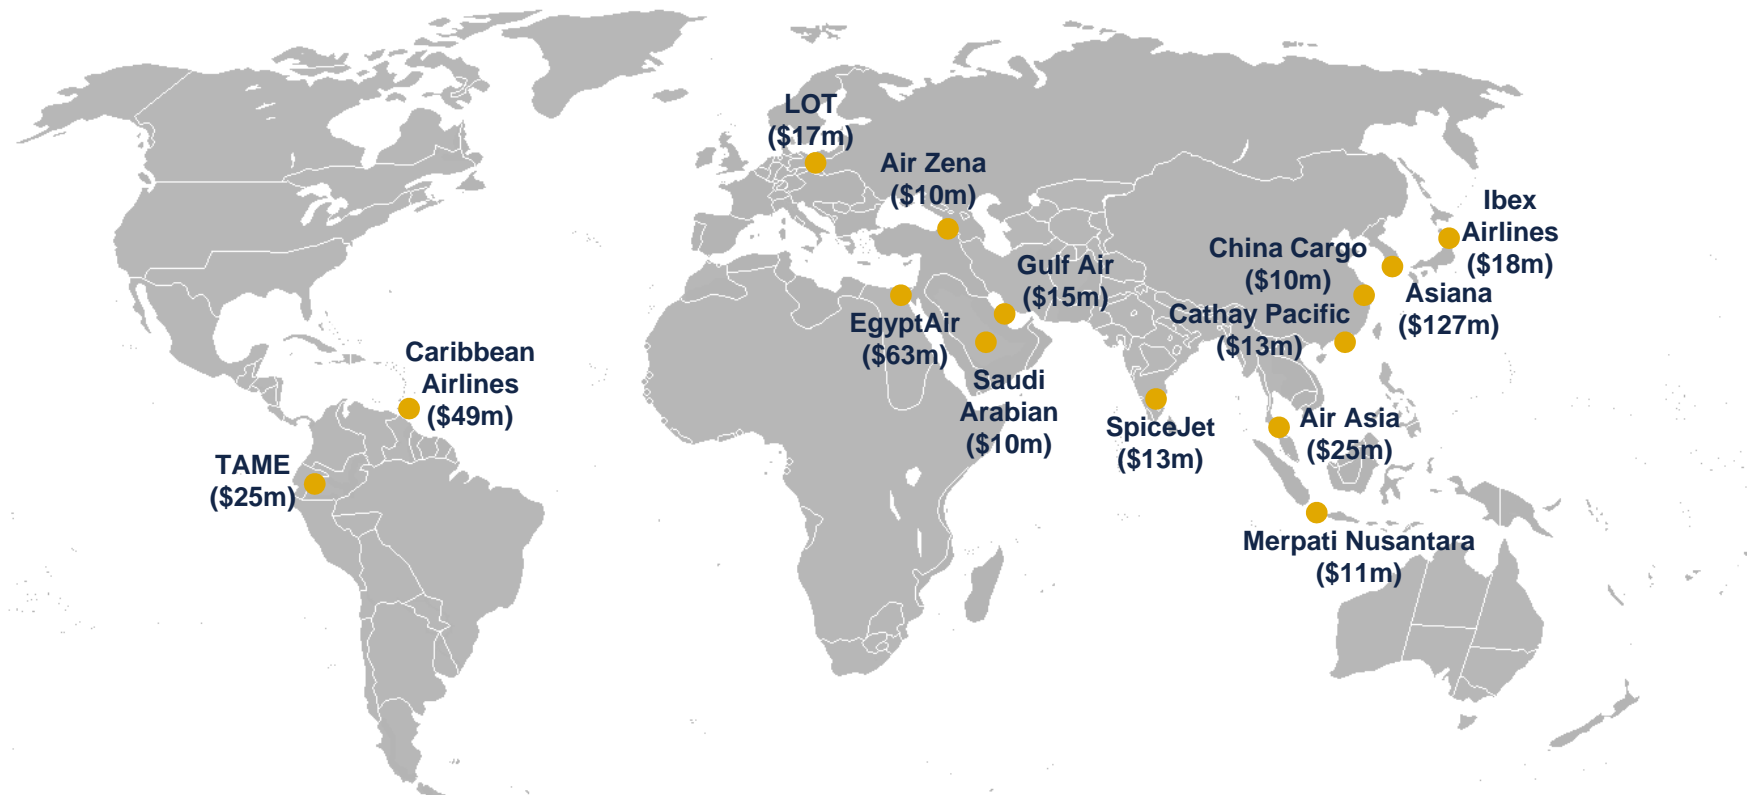 LOT
($17m)
Air Zena
($10m)
Ibex
Airlines
($18m)
China Cargo
($10m)
Gulf Air
($15m)
Asiana
($127m)
Cathay Pacific
($13m)
EgyptAir
($63m)
Caribbean
Airlines
($49m)
Saudi
Arabian
($10m)
SpiceJet
($13m)
Air Asia
($25m)
TAME
($25m)
Merpati Nusantara
($11m)